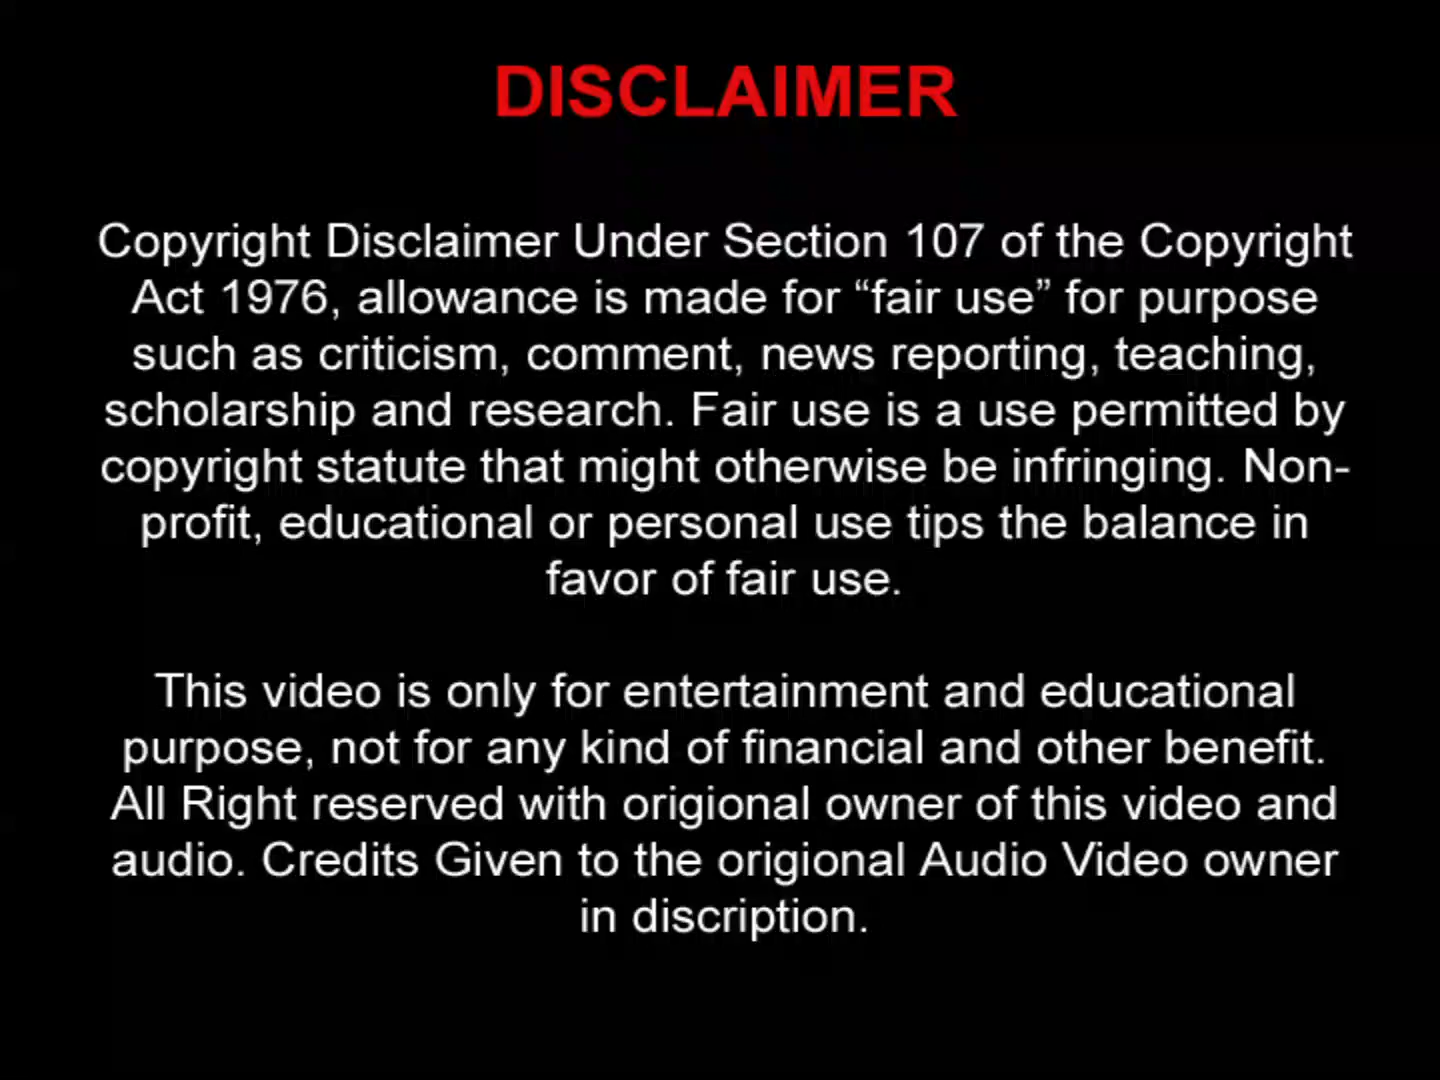 DISCLAIMER
Copyright Disclaimer Under Section 107 of the Copyright
Act 1976, allowance is made for “fair use” for purpose
such as criticism, comment, news reporting, teaching,
scholarship and research. Fair use is a use permitted by
copyright statute that might otherwise be infringing. Non-
profit, educational or personal use tips the balance in
favor of fair use.
This video is only for entertainment and educational
purpose, not for any kind of financial and other benefit.
All Right reserved with origional owner of this video and
audio. Credits Given to the origional Audio Video owner
in discription.